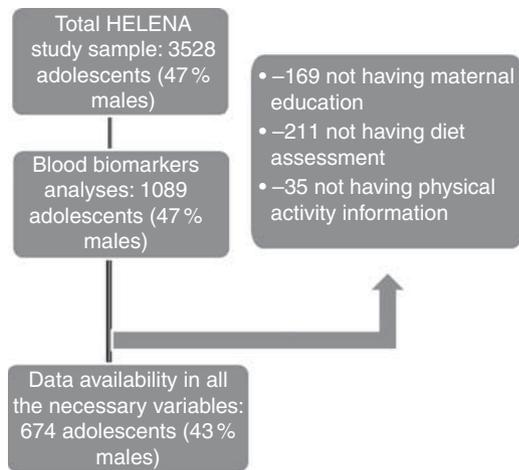 Total HELENA
study sample: 3528
adolescents (47 %
males)
Blood biomarkers
analyses: 1089
adolescents (47 %
males)
• –169 not having maternal
education
• –211 not having diet
assessment
• –35 not having physical
activity information
Data availability in all
the necessary variables:
674 adolescents (43 %
males)